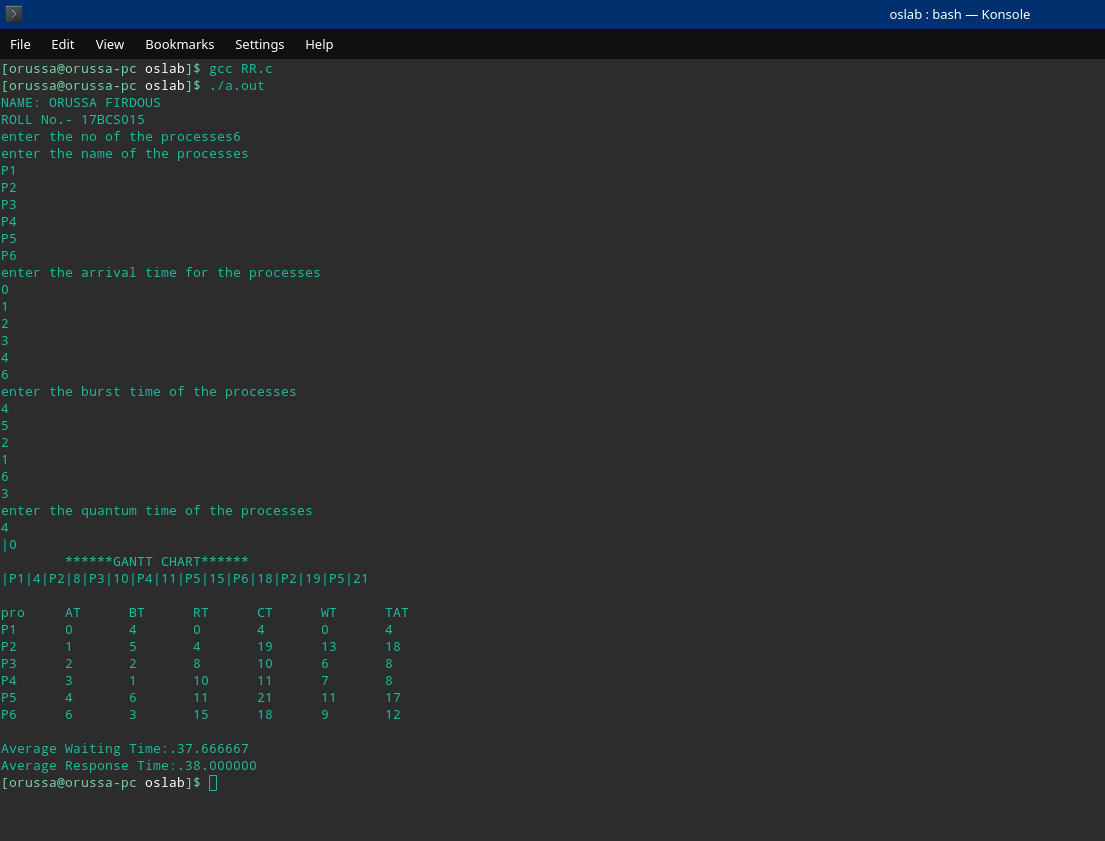 oslab : bash — Konsole
File Edit View Bookmarks Settings Help
[orussa@orussa-pc oslab]$ gcc RR.c
[orussa@orussa-pc oslab]$ ./a.out
NAME: ORUSSA FIRDOUS
ROLL No.- 17BCS015
enter the no of the processes6
enter the name of the processes
P1
P2
P3
P4
P5
P6
enter the arrival time for the processes
0
1
2
3
4
6
enter the burst time of the processes
4
5
2
1
6
3
enter the quantum time of the processes
4
|0
******GANTT CHART******
|P1|4|P2|8|P3|10|P4|11|P5|15|P6|18|P2|19|P5|21
pro AT BT RT CT WT TAT
P1 0 4 0 4 0 4
P2 1 5 4 19 13 18
P3 2 2 8 10 6 8
P4 3 1 10 11 7 8
P5 4 6 11 21 11 17
P6 6 3 15 18 9 12
Average Waiting Time:.37.666667
Average Response Time:.38.000000
[orussa@orussa-pc oslab]$